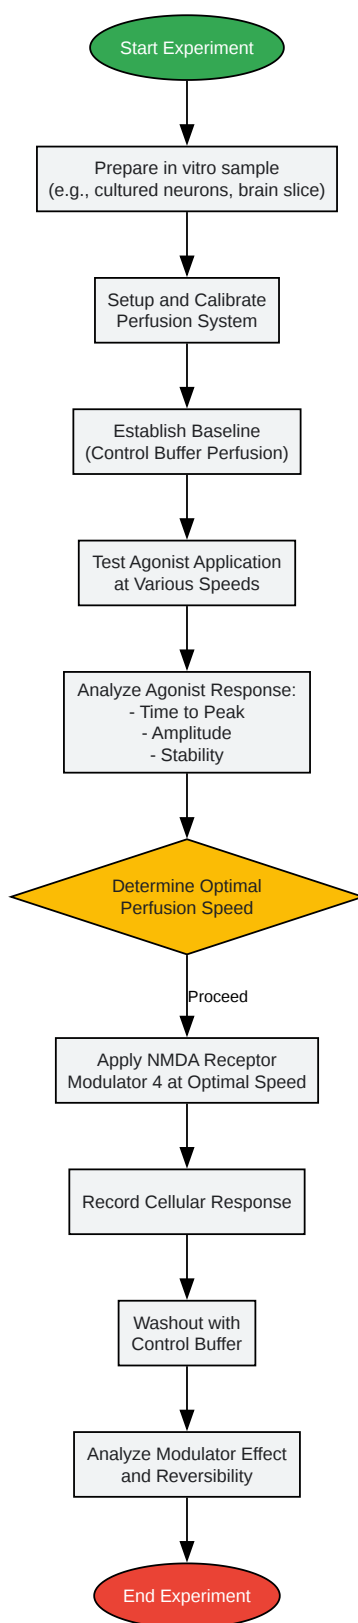 Start Experiment
Prepare in vitro sample
(e.g., cultured neurons, brain slice)
Setup and Calibrate
Perfusion System
Establish Baseline
(Control Buffer Perfusion)
Test Agonist Application
at Various Speeds
Analyze Agonist Response:
- Time to Peak
- Amplitude
- Stability
Determine Optimal
Perfusion Speed
Proceed
Apply NMDA Receptor
Modulator 4 at Optimal Speed
Record Cellular Response
Washout with
Control Buffer
Analyze Modulator Effect
and Reversibility
End Experiment